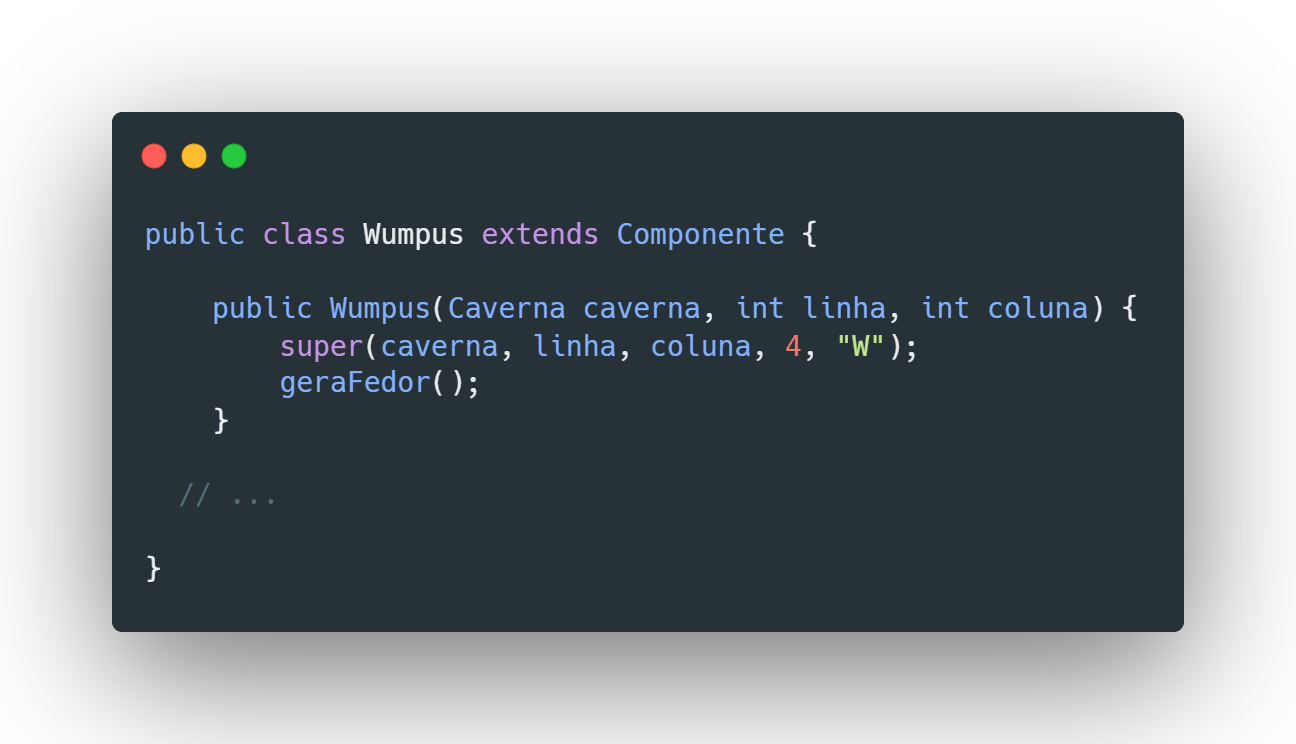 public class Wumpus extends Componente {
    public Wumpus(Caverna caverna, int linha, int coluna) {
        super(caverna, linha, coluna, 4, "W");
        geraFedor();
    }
  // ...
}